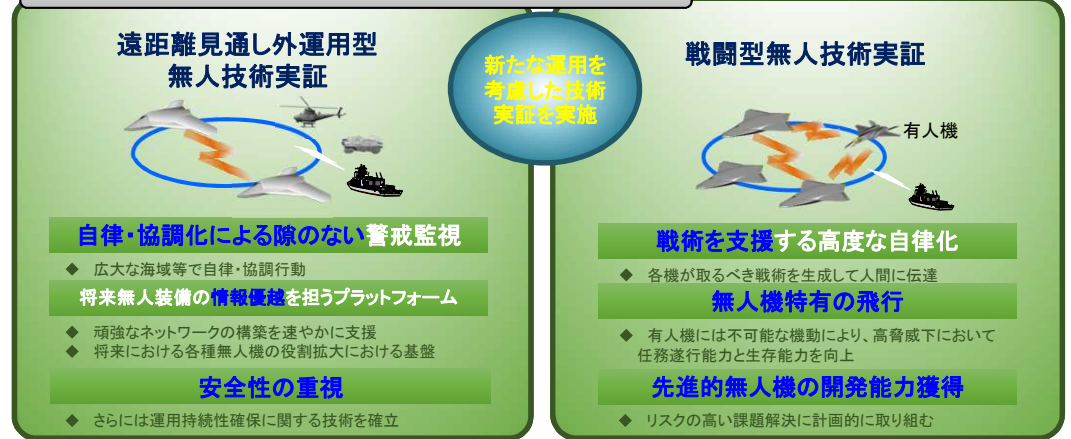 遠距離見通し外運用型
無人技術実証
自律・協調化による隙のない警戒監視
◆ 広大な海域等で自律・協調行動
将来無人装備の情報優越を担うプラットフォーム
◆ 頑強なネットワークの構築を速やかに支援
◆ 将来における各種無人機の役割拡大における基盤
安全性の重視
◆ さらには運用持続性確保に関する技術を確立
新たな運用を
考慮した技術
実証を実施
戦闘型無人技術実証
有人機
戦術を支援する高度な自律化
◆ 各機が取るべき戦術を生成して人間に伝達
無人機特有の飛行
◆ 有人機には不可能な機動により、高脅威下において
任務遂行能力と生存能力を向上
先進的無人機の開発能力獲得
◆ リスクの高い課題解決に計画的に取り組む